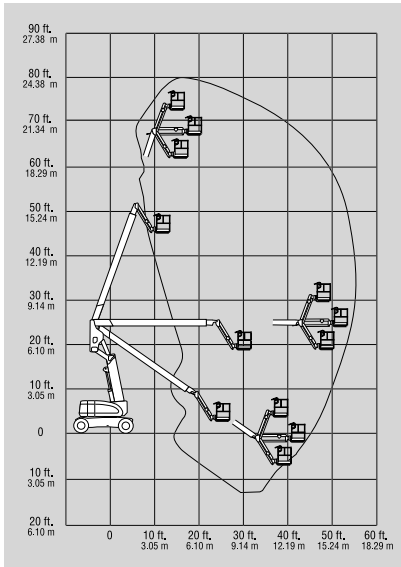 90 ft.
27.38 m
80 ft.
24.38 m
70 ft.
21.34 m
60 ft.
18.29 m
50 ft.
15.24 m
40 ft.
12.19 m
30 ft.
9.14 m
20 ft.
6.10 m
10 ft.
3.05 m
0
10 ft.
3.05 m
20 ft.
6.10 m
0 10 ft. 20 ft. 30 ft. 40 ft. 50 ft. 60 ft.
3.05 m 6.10 m 9.14 m 12.19 m 15.24 m 18.29 m